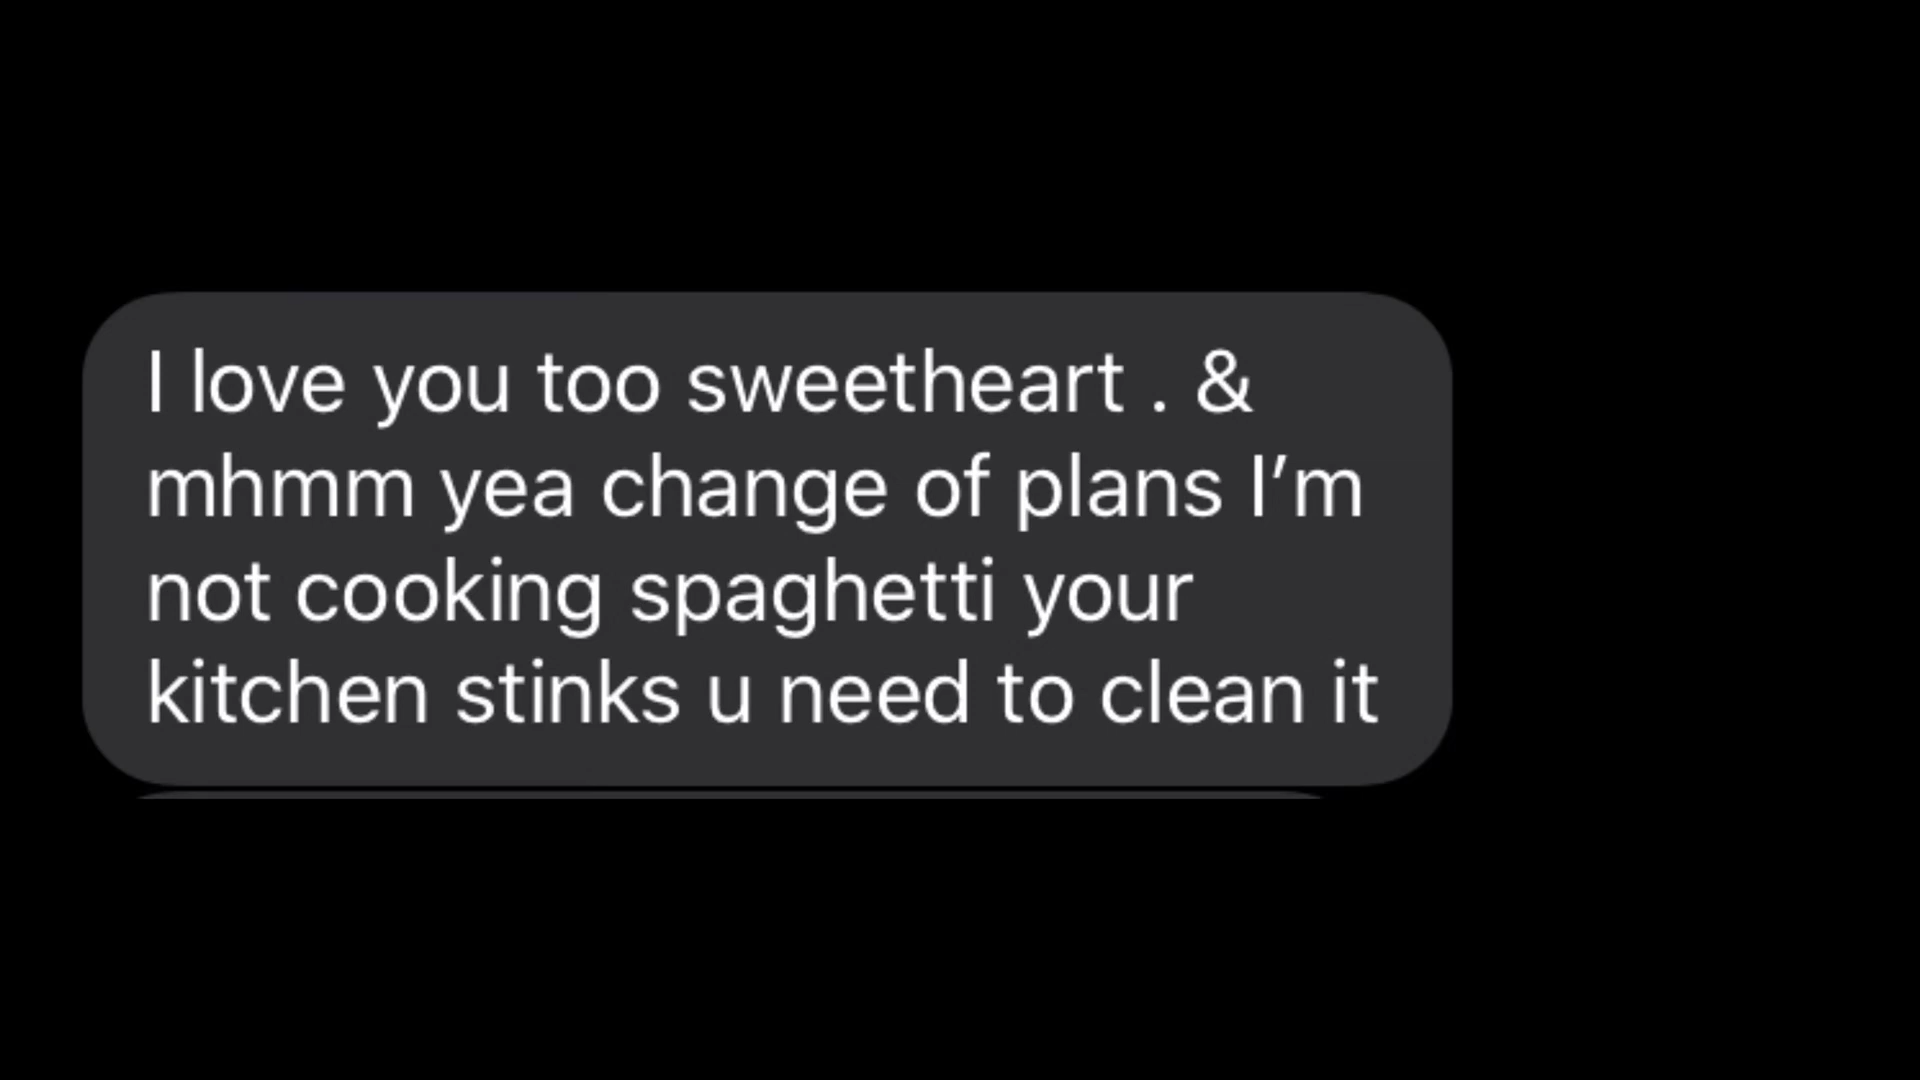 I love you too sweetheart . &
mhmm yea change of plans I’m
not cooking spaghetti your
kitchen stinks u need to clean it